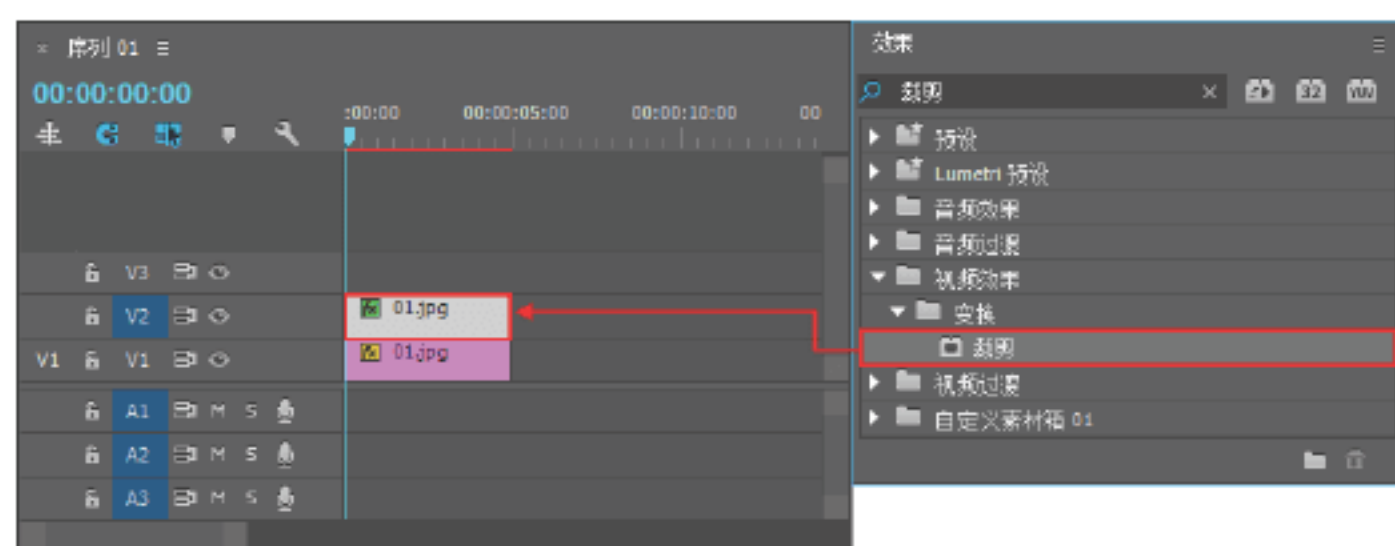 × 序列 01 ≡
00:00:00:00
:00:00 00:00:05:00 00:00:10:00 00
V3
V2 01.jpg
V1 V1 01.jpg
A1 M S
A2 M S
A3 M S
效果
裁剪 × 32 YUV
预设
Lumetri 预设
音频效果
音频过渡
视频效果
变换
裁剪
视频过渡
自定义素材箱 01